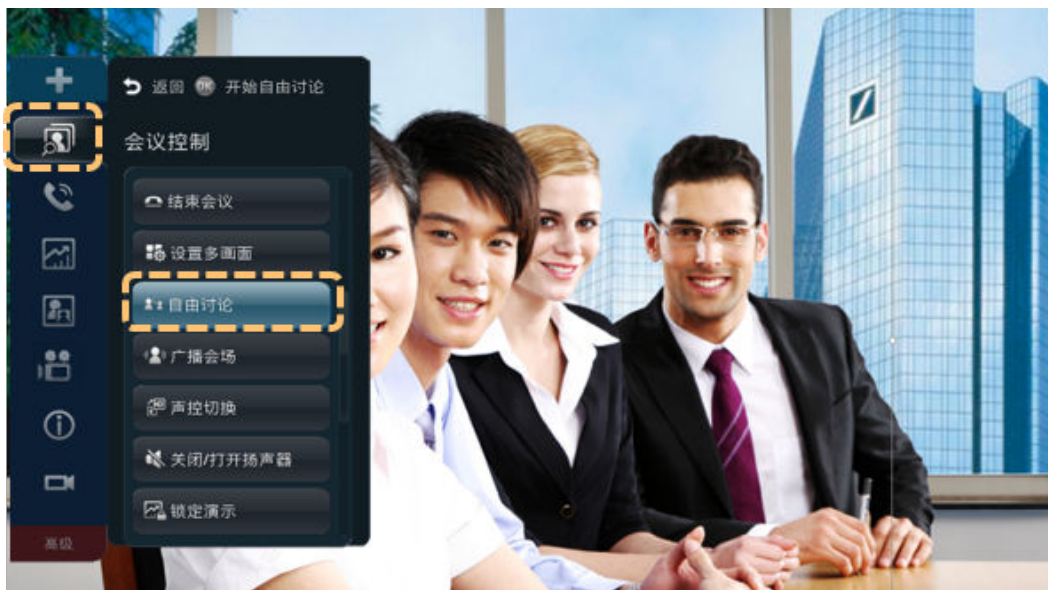 返回 OK 开始自由讨论
会议控制
结束会议
设置多画面
自由讨论
广播会场
声控切换
关闭/打开扬声器
锁定演示
高级